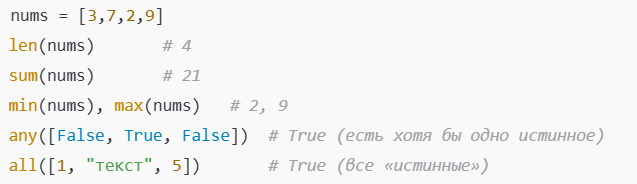 nums = [3,7,2,9]
len(nums)       # 4
sum(nums)       # 21
min(nums), max(nums)   # 2, 9
any([False, True, False])  # True (есть хотя бы одно истинное)
all([1, "текст", 5])       # True (все «истинные»)